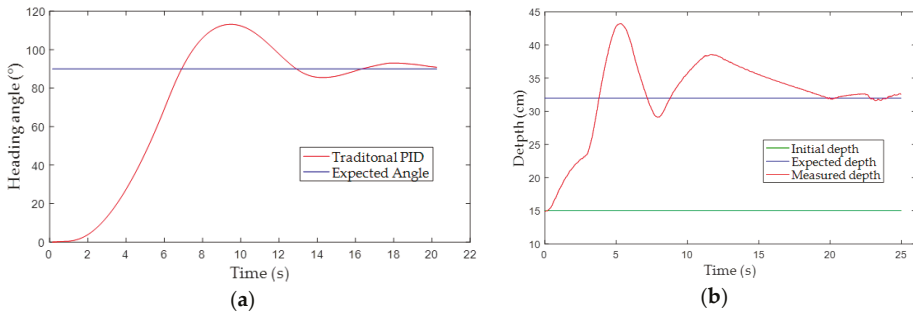 120
100
80
60
40
20
0
Heading angle (°)
0 2 4 6 8 10 12 14 16 18 20 22
Time (s)
Traditonal PID
Expected Angle
(a)
45
40
35
30
25
20
15
10
Detpth (cm)
0 5 10 15 20 25
Time (s)
Initial depth
Expected depth
Measured depth
(b)